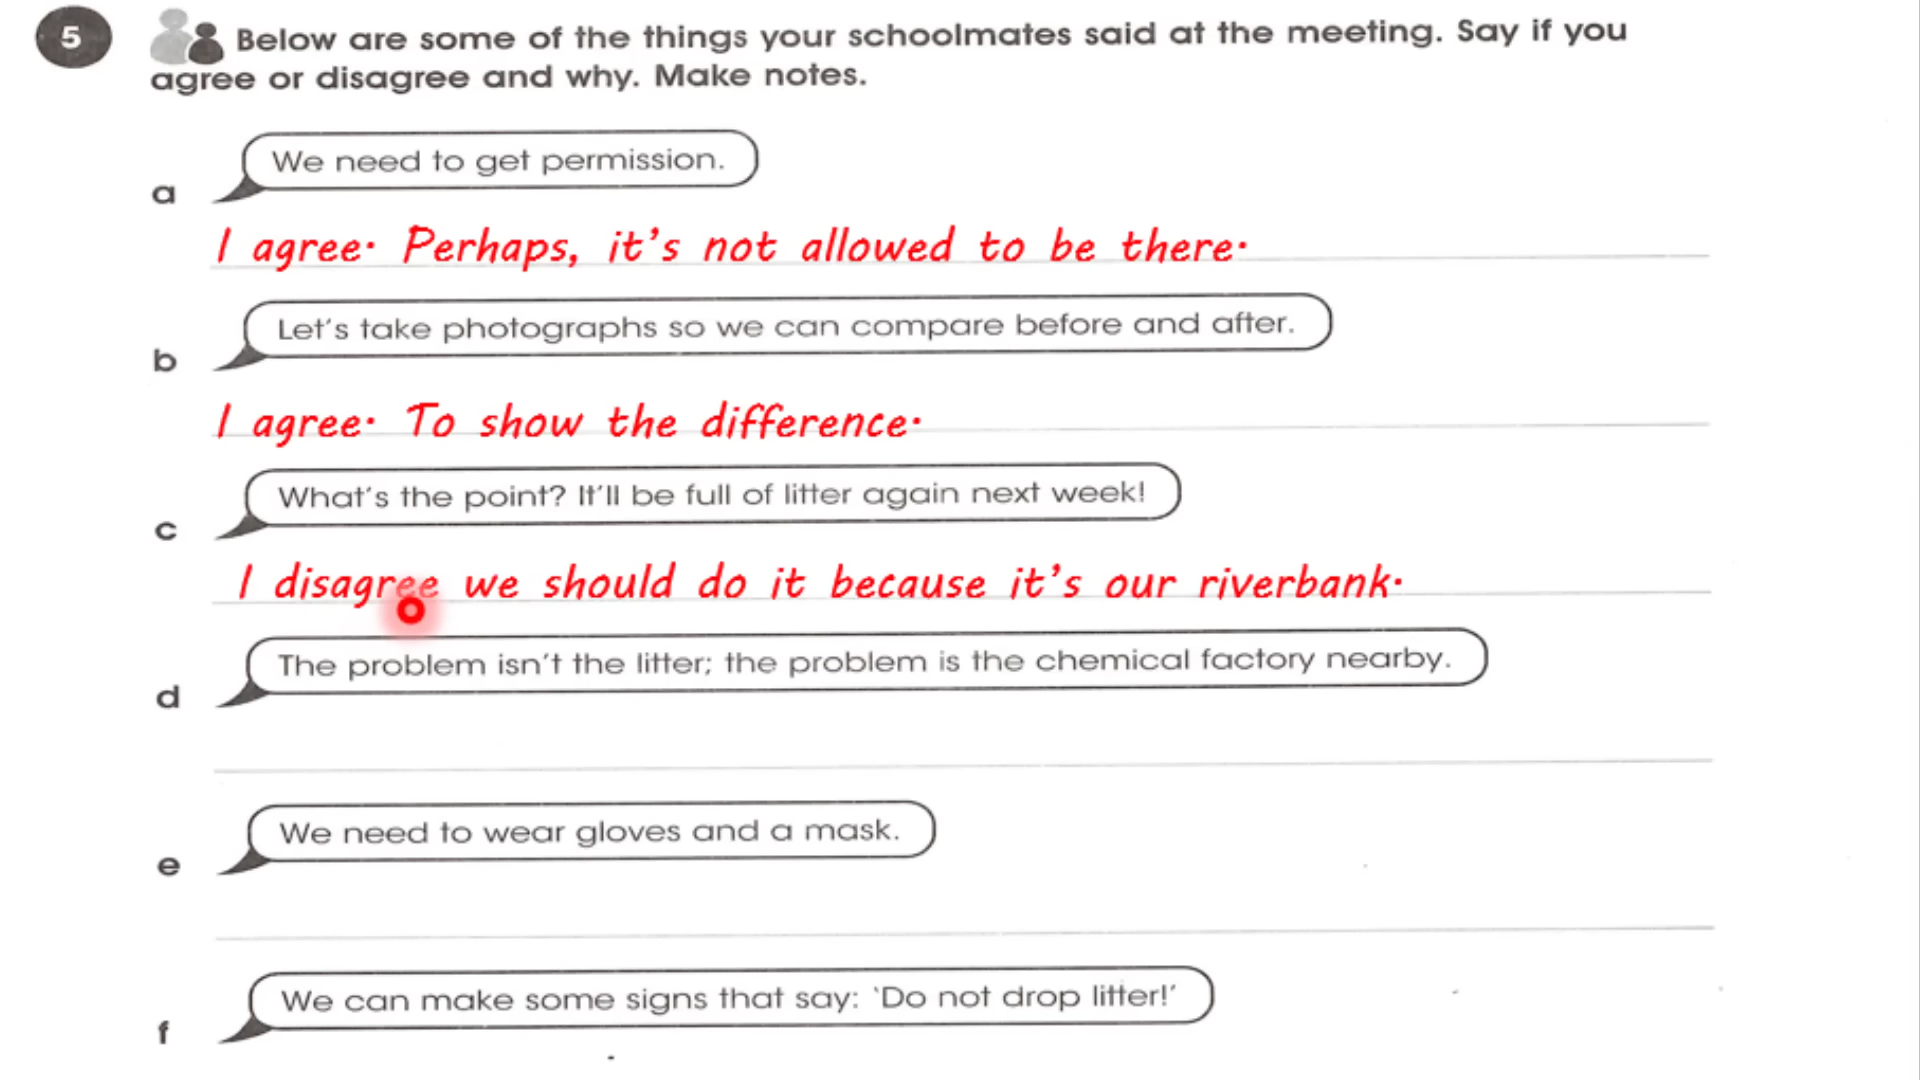 5 Below are some of the things your schoolmates said at the meeting. Say if you
agree or disagree and why. Make notes.
We need to get permission.
a
I agree. Perhaps, it's not allowed to be there.
Let's take photographs so we can compare before and after.
b
I agree. To show the difference.
What's the point? It'll be full of litter again next week!
c
I disagree we should do it because it's our riverbank.
The problem isn't the litter; the problem is the chemical factory nearby.
d
We need to wear gloves and a mask.
e
We can make some signs that say: 'Do not drop litter!'
f